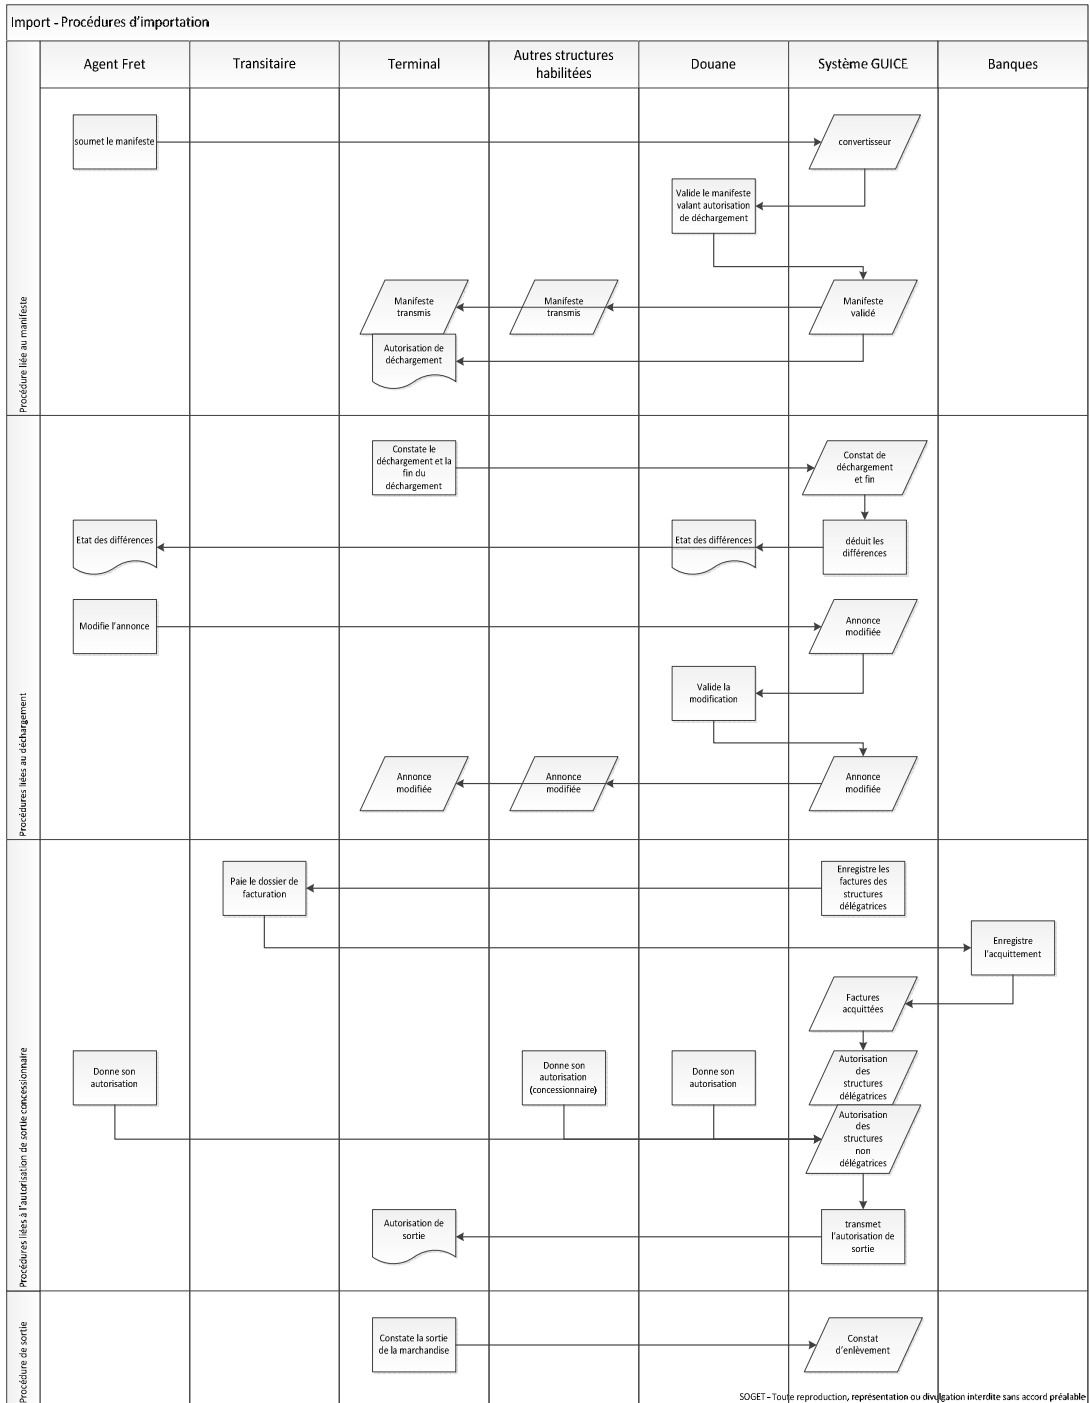 Import - Procédures d'importation
Agent Fret
Transitaire
Terminal
Autres structures
habilitées
Douane
Système GUICE
Banques
Procédure liée au manifeste
soumet le manifeste
convertisseur
Valide le manifeste
valant autorisation
de déchargement
Manifeste
transmis
Manifeste
transmis
Manifeste
validé
Autorisation de
déchargement
Procédures liées au déchargement
Constate le
déchargement et la
fin du
déchargement
Constat de
déchargement
et fin
Etat des différences
Etat des différences
déduit les
différences
Modifie l'annonce
Annonce
modifiée
Valide la
modification
Annonce
modifiée
Annonce
modifiée
Annonce
modifiée
Procédures liées à l'autorisation de sortie concessionnaire
Paie le dossier de
facturation
Enregistre les
factures des
structures
délégatrices
Enregistre
l'acquittement
Factures
acquittées
Donne son
autorisation
Donne son
autorisation
(concessionnaire)
Donne son
autorisation
Autorisation
des
structures
délégatrices
Autorisation
des
structures
non
délégatrices
Autorisation de
sortie
transmet
l'autorisation de
sortie
Procédure de sortie
Constate la sortie
de la marchandise
Constat
d'enlèvement
SOGET – Toute reproduction, représentation ou divulgation interdite sans accord préalable